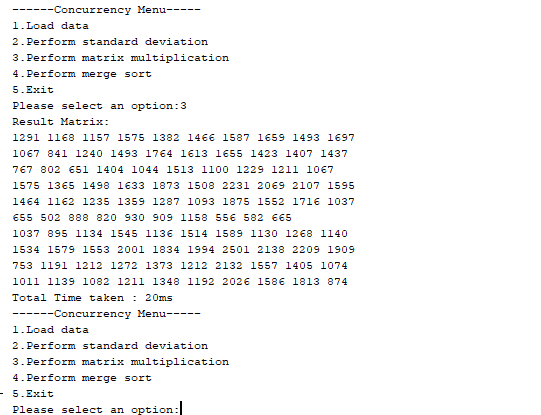 ------Concurrency Menu-----
1.Load data
2.Perform standard deviation
3.Perform matrix multiplication
4.Perform merge sort
5.Exit
Please select an option:3
Result Matrix:
1291 1168 1157 1575 1382 1466 1587 1659 1493 1697
1067 841 1240 1493 1764 1613 1655 1423 1407 1437
767 802 651 1404 1044 1513 1100 1229 1211 1067
1575 1365 1498 1633 1873 1508 2231 2069 2107 1595
1464 1162 1235 1359 1287 1093 1875 1552 1716 1037
655 502 888 820 930 909 1158 556 582 665
1037 895 1134 1545 1136 1514 1589 1130 1268 1140
1534 1579 1553 2001 1834 1994 2501 2138 2209 1909
753 1191 1212 1272 1373 1212 2132 1557 1405 1074
1011 1139 1082 1211 1348 1192 2026 1586 1813 874
Total Time taken : 20ms
------Concurrency Menu-----
1.Load data
2.Perform standard deviation
3.Perform matrix multiplication
4.Perform merge sort
5.Exit
Please select an option: